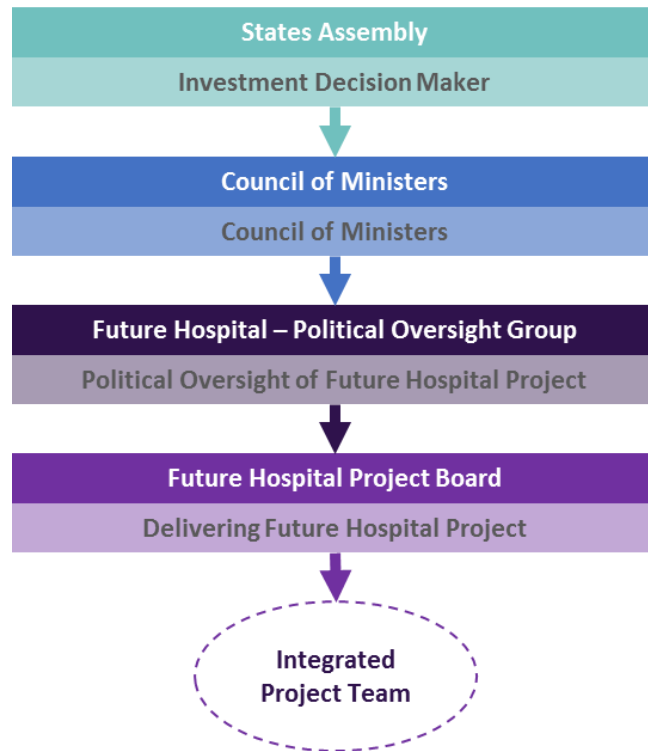 States Assembly
Investment Decision Maker
Council of Ministers
Council of Ministers
Future Hospital – Political Oversight Group
Political Oversight of Future Hospital Project
Future Hospital Project Board
Delivering Future Hospital Project
Integrated
Project Team